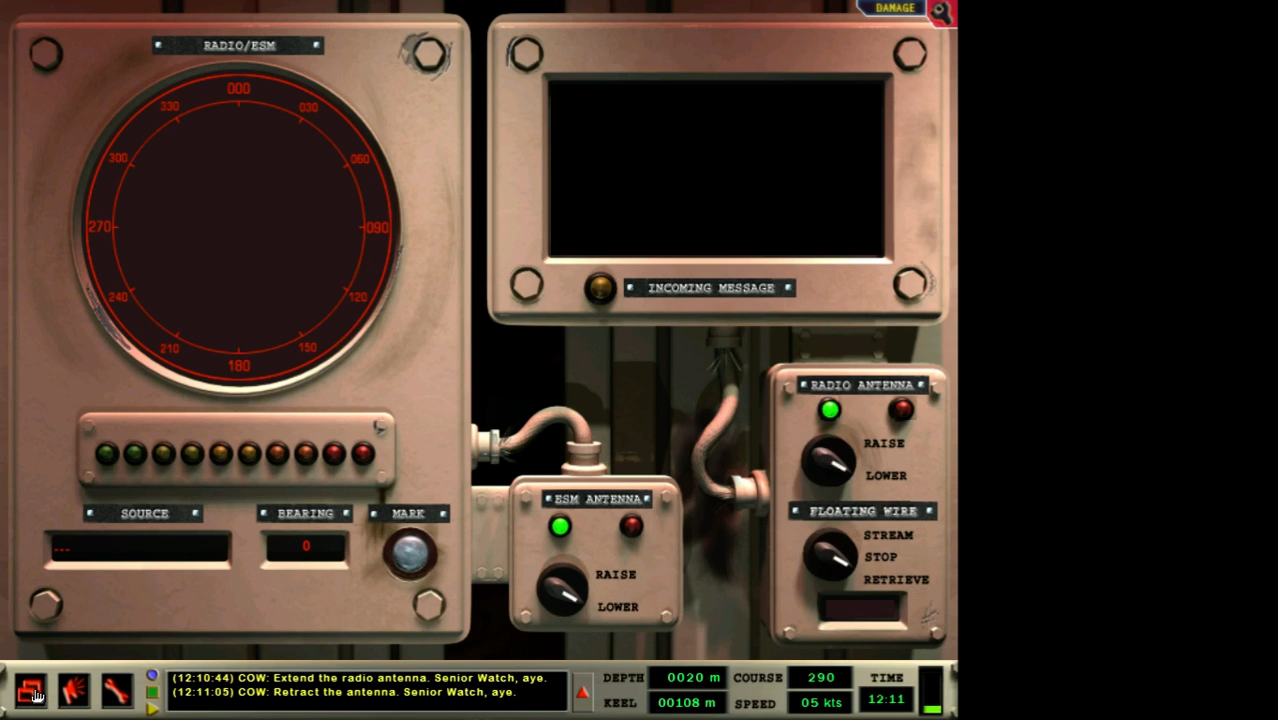 DAMAGE
RADIO/ESM
000
330
030
300
060
270
090
240
120
210
150
180
INCOMING MESSAGE
RADIO ANTENNA
RAISE
LOWER
ESM ANTENNA
RAISE
LOWER
FLOATING WIRE
STREAM
STOP
RETRIEVE
SOURCE
BEARING
MARK
---
0
(12:10:44) COW: Extend the radio antenna. Senior Watch, aye.
(12:11:05) COW: Retract the antenna. Senior Watch, aye.
DEPTH 0020 m COURSE 290 TIME
KEEL 00108 m SPEED 05 kts 12:11